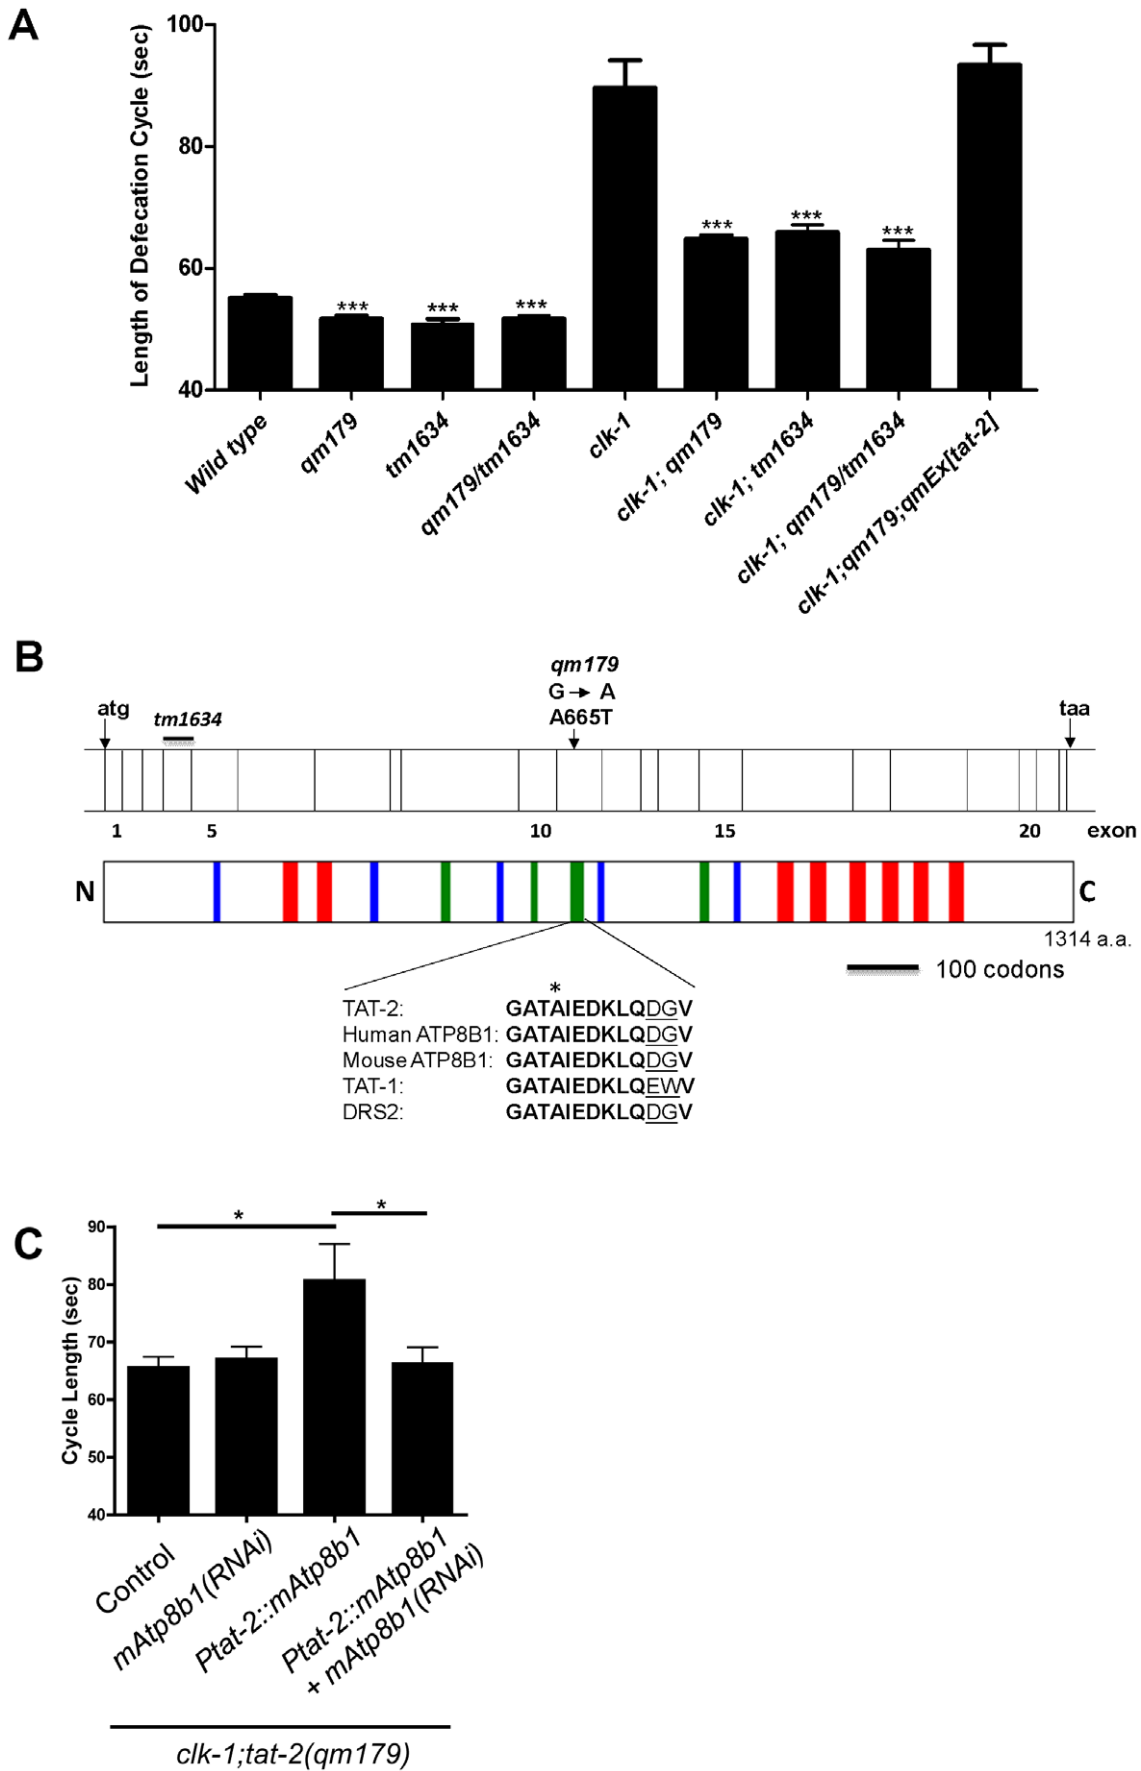 A
Length of Defecation Cycle (sec)
100
80
60
40
*** *** *** *** *** ***
Wild type
qm179
tm1634
qm179/tm1634
clk-1
clk-1; qm179
clk-1; tm1634
clk-1; qm179/tm1634
clk-1;qm179;qmEx[tat-2]
B
qm179
G → A
A665T
atg
tm1634
taa
1 5 10 15 20 exon
N C
1314 a.a.
100 codons
*
TAT-2: GATAIEDKLQDGV
Human ATP8B1: GATAIEDKLQDGV
Mouse ATP8B1: GATAIEDKLQDGV
TAT-1: GATAIEDKLQEWV
DRS2: GATAIEDKLQDGV
C
Cycle Length (sec)
90
80
70
60
50
40
* *
Control
mAtp8b1(RNAi)
Ptat-2::mAtp8b1
Ptat-2::mAtp8b1
+ mAtp8b1(RNAi)
clk-1;tat-2(qm179)